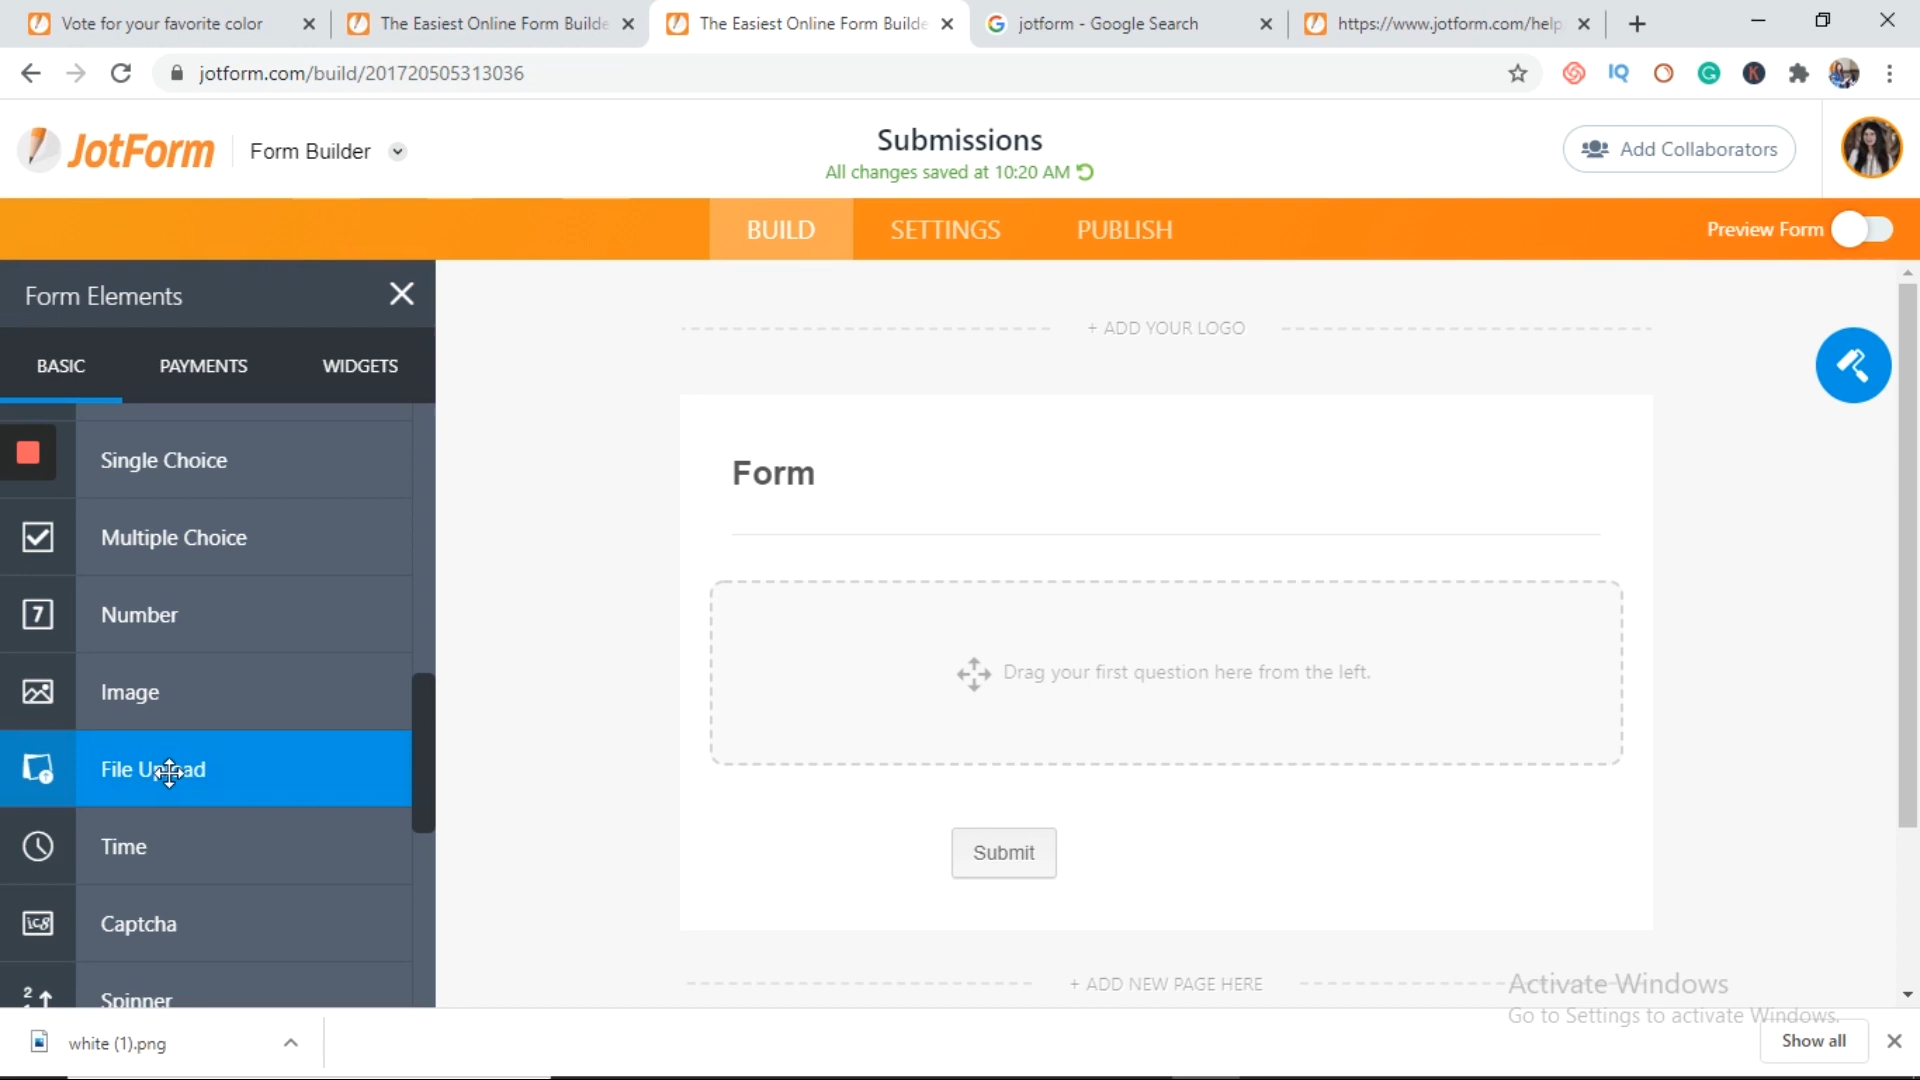 Vote for your favorite color
The Easiest Online Form Builde
The Easiest Online Form Builde
jotform - Google Search
https://www.jotform.com/help
jotform.com/build/201720505313036
IQ
G
K
JotForm
Form Builder
Submissions
All changes saved at 10:20 AM
Add Collaborators
BUILD
SETTINGS
PUBLISH
Preview Form
Form Elements
BASIC
PAYMENTS
WIDGETS
+ ADD YOUR LOGO
Single Choice
Form
Multiple Choice
7
Number
Drag your first question here from the left.
Image
File Upload
Time
Submit
Captcha
2
Spinner
+ ADD NEW PAGE HERE
Activate Windows
Go to Settings to activate Windows.
white (1).png
Show all